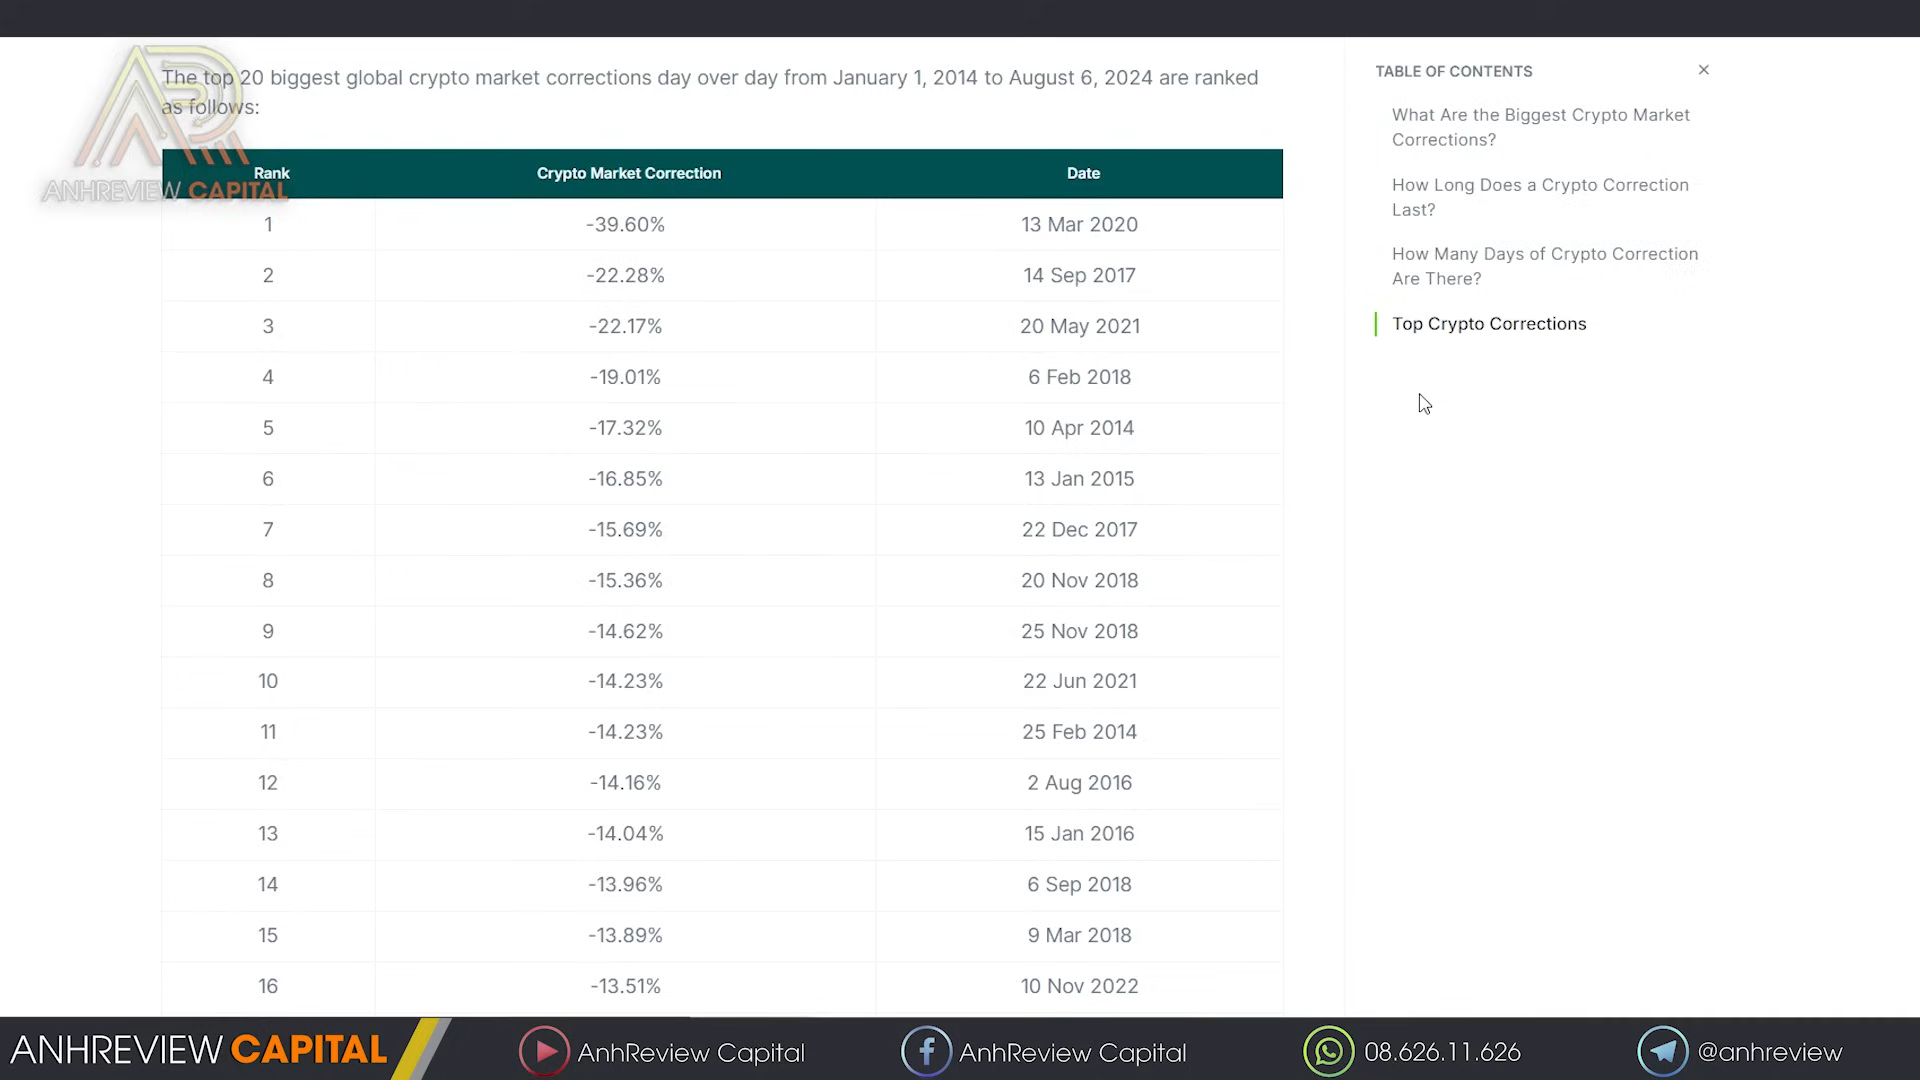 The top 20 biggest global crypto market corrections day over day from January 1, 2014 to August 6, 2024 are ranked
as follows:
ANHREVIEW CAPITAL
Rank Crypto Market Correction Date
1 -39.60% 13 Mar 2020
2 -22.28% 14 Sep 2017
3 -22.17% 20 May 2021
4 -19.01% 6 Feb 2018
5 -17.32% 10 Apr 2014
6 -16.85% 13 Jan 2015
7 -15.69% 22 Dec 2017
8 -15.36% 20 Nov 2018
9 -14.62% 25 Nov 2018
10 -14.23% 22 Jun 2021
11 -14.23% 25 Feb 2014
12 -14.16% 2 Aug 2016
13 -14.04% 15 Jan 2016
14 -13.96% 6 Sep 2018
15 -13.89% 9 Mar 2018
16 -13.51% 10 Nov 2022
TABLE OF CONTENTS
What Are the Biggest Crypto Market
Corrections?
How Long Does a Crypto Correction
Last?
How Many Days of Crypto Correction
Are There?
Top Crypto Corrections
ANHREVIEW CAPITAL AnhReview Capital AnhReview Capital 08.626.11.626 @anhreview